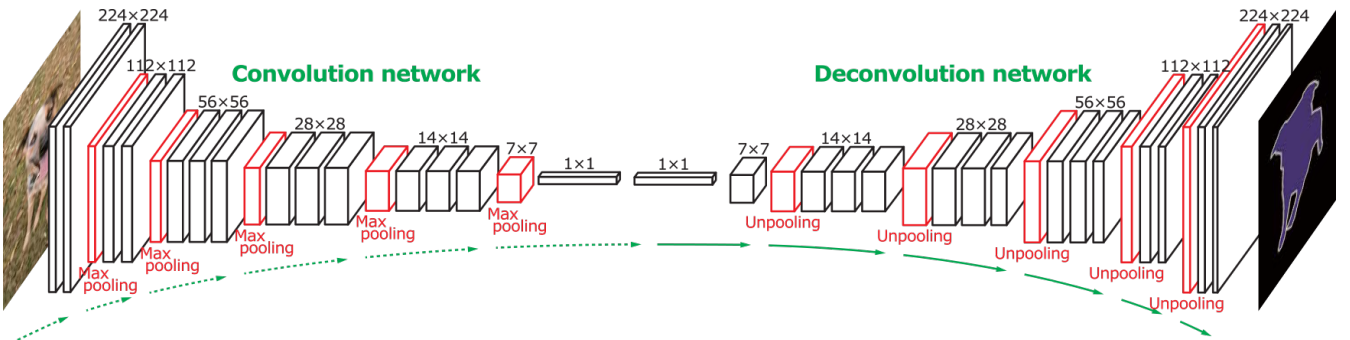 224×224
112×112
Convolution network
56×56
28×28
14×14
7×7
1×1
1×1
Deconvolution network
7×7
14×14
28×28
56×56
112×112
224×224
Max
pooling
Max
pooling
Max
pooling
Max
pooling
Max
pooling
Unpooling
Unpooling
Unpooling
Unpooling
Unpooling